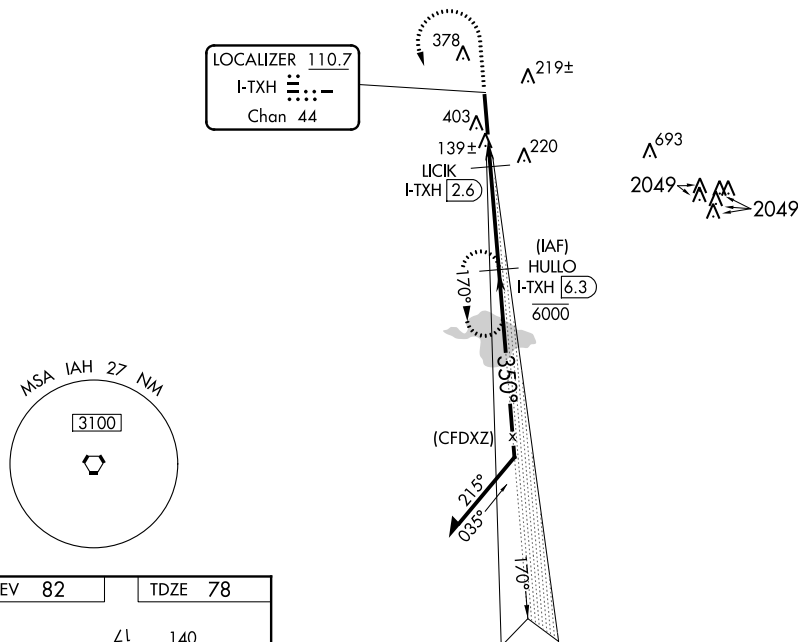 378
219±
LOCALIZER 110.7
I-TXH
Chan 44
403
139±
220
693
LICIK
I-TXH 2.6
2049
2049
(IAF)
HULLO
I-TXH 6.3
6000
170°
350°
MSA IAH 27 NM
3100
(CFDXZ)
215°
035°
170°
EV 82
TDZE 78
17
140